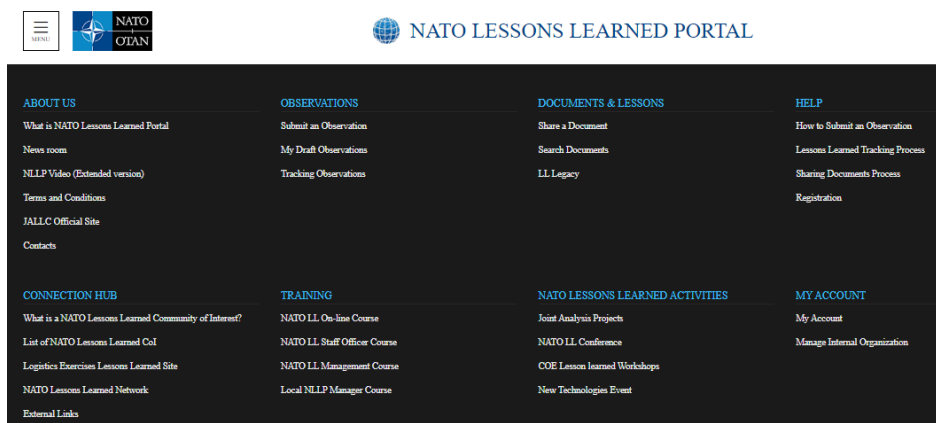 MENU
NATO
OTAN
NATO LESSONS LEARNED PORTAL
ABOUT US
What is NATO Lessons Learned Portal
News room
NLLP Video (Extended version)
Terms and Conditions
JALLC Official Site
Contacts
OBSERVATIONS
Submit an Observation
My Draft Observations
Tracking Observations
DOCUMENTS & LESSONS
Share a Document
Search Documents
LL Legacy
HELP
How to Submit an Observation
Lessons Learned Tracking Process
Sharing Documents Process
Registration
CONNECTION HUB
What is a NATO Lessons Learned Community of Interest?
List of NATO Lessons Learned CoI
Logistics Exercises Lessons Learned Site
NATO Lessons Learned Network
External Links
TRAINING
NATO LL On-line Course
NATO LL Staff Officer Course
NATO LL Management Course
Local NLLP Manager Course
NATO LESSONS LEARNED ACTIVITIES
Joint Analysis Projects
NATO LL Conference
COE Lesson learned Workshops
New Technologies Event
MY ACCOUNT
My Account
Manage Internal Organization